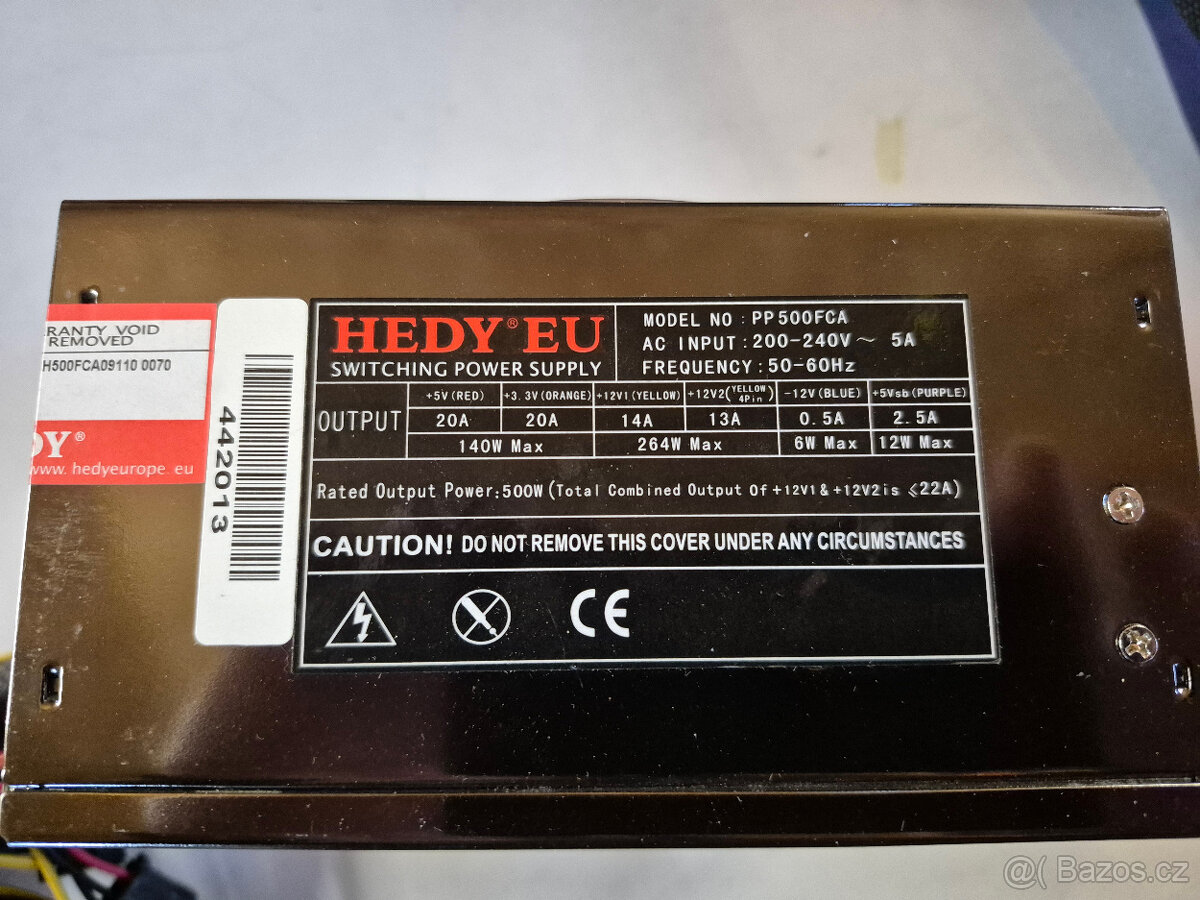 RANTY VOID
REMOVED
H500FCA09110 0070
DY®
www.hedyeurope.eu
442013
HEDY® EU
SWITCHING POWER SUPPLY
MODEL NO : PP500FCA
AC INPUT : 200-240V ~ 5A
FREQUENCY : 50-60Hz
OUTPUT
+5V (RED) +3.3V (ORANGE) +12V1 (YELLOW) +12V2 (YELLOW 4Pin) -12V (BLUE) +5Vsb (PURPLE)
20A 20A 14A 13A 0.5A 2.5A
140W Max 264W Max 6W Max 12W Max
Rated Output Power:500W (Total Combined Output Of +12V1 & +12V2 is ≤22A)
CAUTION! DO NOT REMOVE THIS COVER UNDER ANY CIRCUMSTANCES
CE
@( Bazos.cz